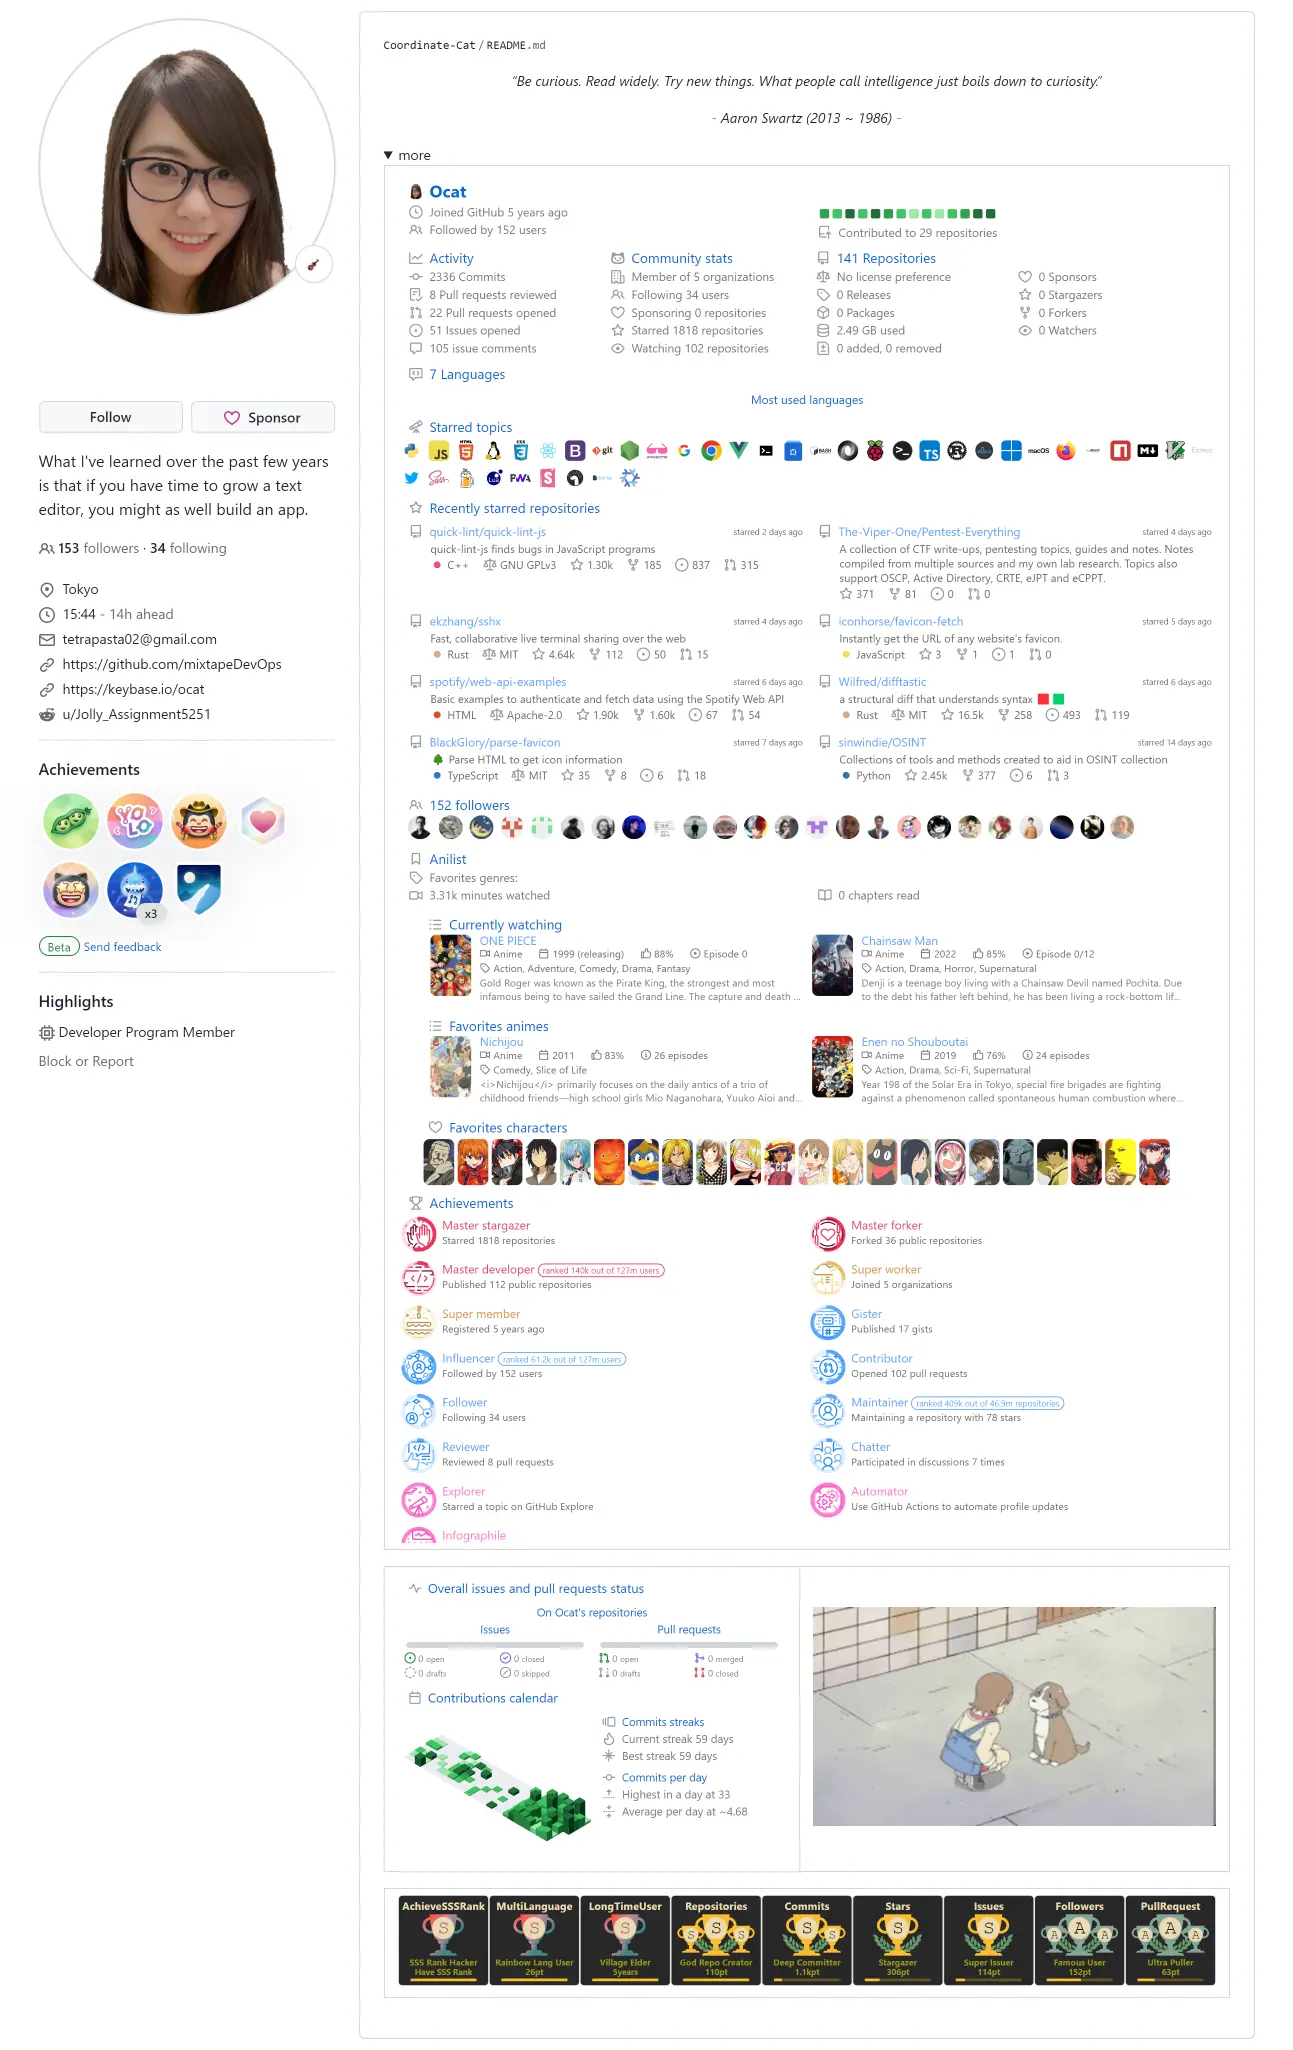 Coordinate-Cat / README.md
“Be curious. Read widely. Try new things. What people call intelligence just boils down to curiosity.”
- Aaron Swartz (2013 ~ 1986) -
more
Ocat
Joined GitHub 5 years ago
Followed by 152 users
Contributed to 29 repositories
Activity
2336 Commits
8 Pull requests reviewed
22 Pull requests opened
51 Issues opened
105 issue comments
Community stats
Member of 5 organizations
Following 34 users
Sponsoring 0 repositories
Starred 1818 repositories
Watching 102 repositories
141 Repositories
No license preference
0 Releases
0 Packages
2.49 GB used
0 added, 0 removed
0 Sponsors
0 Stargazers
0 Forkers
0 Watchers
7 Languages
Most used languages
Starred topics
Recently starred repositories
quick-lint/quick-lint-js starred 2 days ago
quick-lint-js finds bugs in JavaScript programs
C++ GNU GPLv3 1.30k 185 837 315
The-Viper-One/Pentest-Everything starred 4 days ago
A collection of CTF write-ups, pentesting topics, guides and notes. Notes
compiled from multiple sources and my own lab research. Topics also
support OSCP, Active Directory, CRTE, eJPT and eCPPT.
371 81 0 0
ekzhang/sshx starred 4 days ago
Fast, collaborative live terminal sharing over the web
Rust MIT 4.64k 112 50 15
iconhorse/favicon-fetch starred 5 days ago
Instantly get the URL of any website's favicon.
JavaScript 3 1 1 0
spotify/web-api-examples starred 6 days ago
Basic examples to authenticate and fetch data using the Spotify Web API
HTML Apache-2.0 1.90k 1.60k 67 54
Wilfred/difftastic starred 6 days ago
a structural diff that understands syntax
Rust MIT 16.5k 258 493 119
BlackGlory/parse-favicon starred 7 days ago
Parse HTML to get icon information
TypeScript MIT 35 8 6 18
sinwindie/OSINT starred 14 days ago
Collections of tools and methods created to aid in OSINT collection
Python 2.45k 377 6 3
152 followers
Anilist
Favorites genres:
3.31k minutes watched
0 chapters read
Currently watching
ONE PIECE
Anime 1999 (releasing) 88% Episode 0
Action, Adventure, Comedy, Drama, Fantasy
Gold Roger was known as the Pirate King, the strongest and most
infamous being to have sailed the Grand Line. The capture and death ...
Chainsaw Man
Anime 2022 85% Episode 0/12
Action, Drama, Horror, Supernatural
Denji is a teenage boy living with a Chainsaw Devil named Pochita. Due
to the debt his father left behind, he has been living a rock-bottom lif...
Favorites animes
Nichijou
Anime 2011 83% 26 episodes
Comedy, Slice of Life
<i>Nichijou</i> primarily focuses on the daily antics of a trio of
childhood friends—high school girls Mio Naganohara, Yuuko Aioi and...
Enen no Shouboutai
Anime 2019 76% 24 episodes
Action, Drama, Sci-Fi, Supernatural
Year 198 of the Solar Era in Tokyo, special fire brigades are fighting
against a phenomenon called spontaneous human combustion where...
Favorites characters
Achievements
Master stargazer
Starred 1818 repositories
Master forker
Forked 36 public repositories
Master developer ranked 140k out of 127m users
Published 112 public repositories
Super worker
Joined 5 organizations
Super member
Registered 5 years ago
Gister
Published 17 gists
Influencer ranked 61.2k out of 127m users
Followed by 152 users
Contributor
Opened 102 pull requests
Follower
Following 34 users
Maintainer ranked 409k out of 46.9m repositories
Maintaining a repository with 78 stars
Reviewer
Reviewed 8 pull requests
Chatter
Participated in discussions 7 times
Explorer
Starred a topic on GitHub Explore
Automator
Use GitHub Actions to automate profile updates
Infographile
Overall issues and pull requests status
On Ocat's repositories
Issues
0 open 0 closed
0 drafts 0 skipped
Pull requests
0 open 0 merged
0 drafts 0 closed
Contributions calendar
Commits streaks
Current streak 59 days
Best streak 59 days
Commits per day
Highest in a day at 33
Average per day at ~4.68
AchieveSSSRank
S
SSS Rank Hacker
Have SSS Rank
MultiLanguage
S
Rainbow Lang User
26pt
LongTimeUser
S
Village Elder
5years
Repositories
S S S
God Repo Creator
110pt
Commits
S
Deep Committer
1.1kpt
Stars
S
Stargazer
306pt
Issues
S
Super Issuer
114pt
Followers
A A A
Famous User
152pt
PullRequest
A A A
Ultra Puller
63pt
Follow
Sponsor
What I've learned over the past few years
is that if you have time to grow a text
editor, you might as well build an app.
153 followers · 34 following
Tokyo
15:44 - 14h ahead
tetrapasta02@gmail.com
https://github.com/mixtapeDevOps
https://keybase.io/ocat
u/Jolly_Assignment5251
Achievements
YOLO
x3
Beta Send feedback
Highlights
Developer Program Member
Block or Report